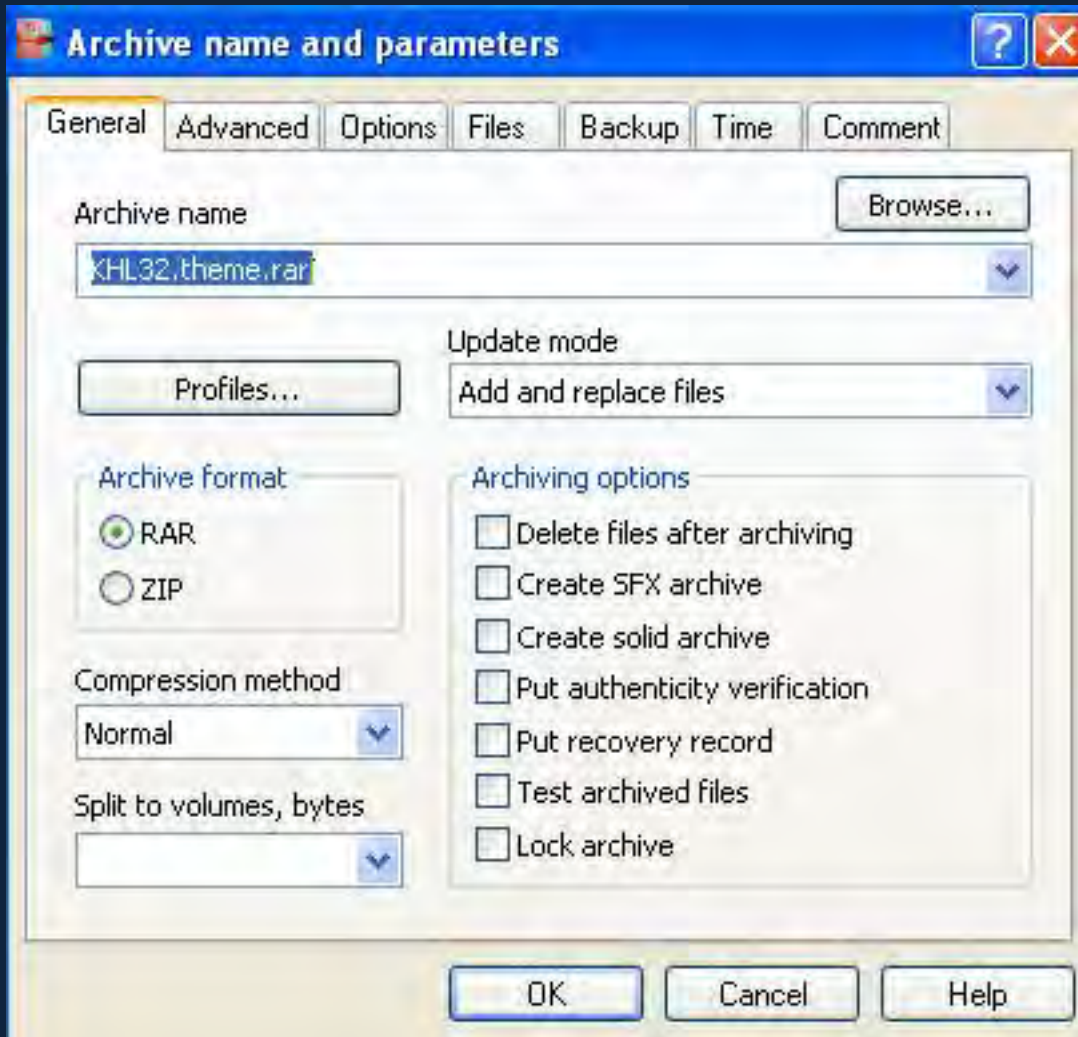 Archive name and parameters
General Advanced Options Files Backup Time Comment
Archive name
Browse...
KHL32.theme.rar
Update mode
Profiles...
Add and replace files
Archive format
RAR
ZIP
Archiving options
Delete files after archiving
Create SFX archive
Create solid archive
Put authenticity verification
Put recovery record
Test archived files
Lock archive
Compression method
Normal
Split to volumes, bytes
OK Cancel Help